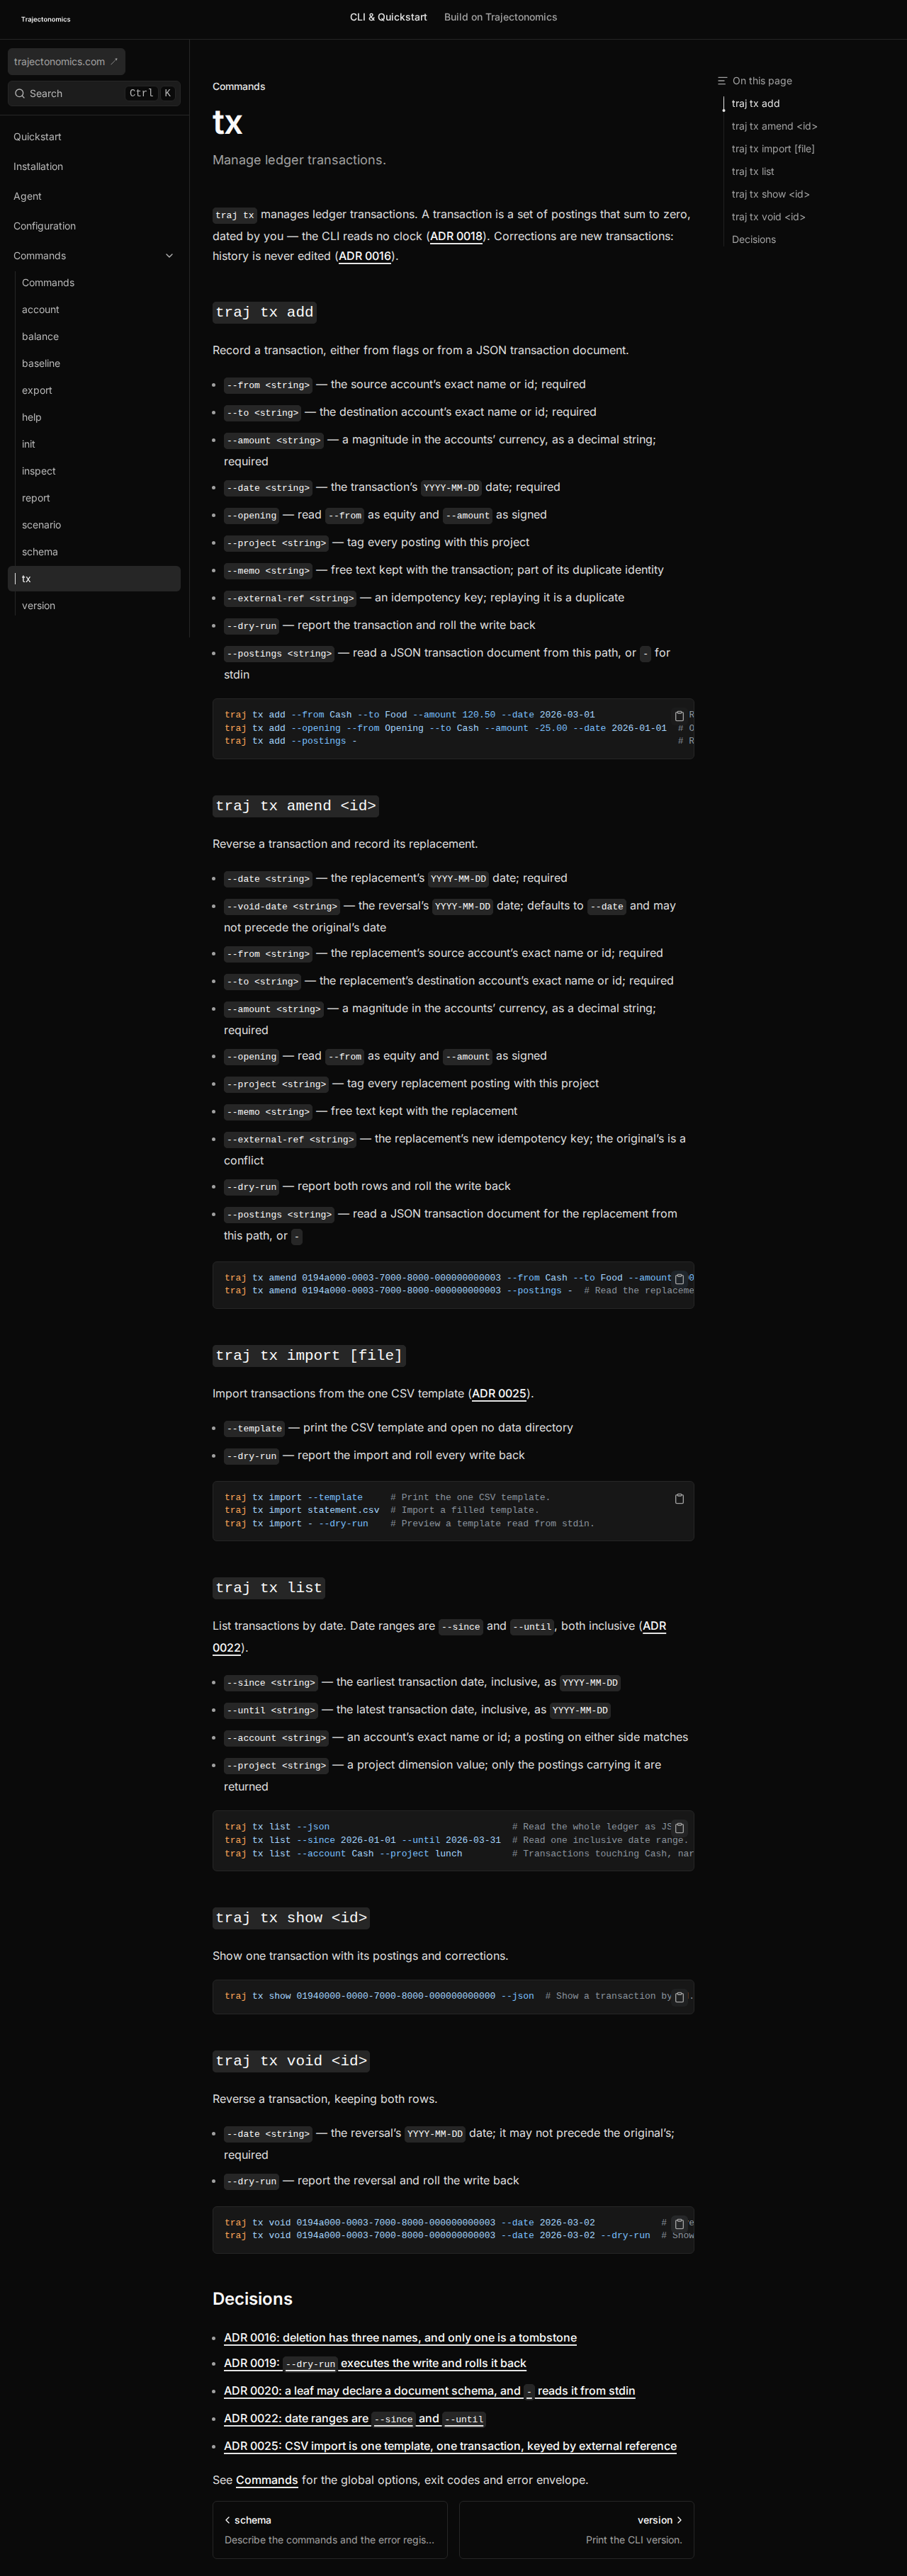 Trajectonomics
CLI & Quickstart
Build on Trajectonomics
trajectonomics.com ↗
Search
Ctrl K
Quickstart
Installation
Agent
Configuration
Commands
Commands
account
balance
baseline
export
help
init
inspect
report
scenario
schema
tx
version
Commands
tx
Manage ledger transactions.
traj tx manages ledger transactions. A transaction is a set of postings that sum to zero,
dated by you — the CLI reads no clock (ADR 0018). Corrections are new transactions:
history is never edited (ADR 0016).
traj tx add
Record a transaction, either from flags or from a JSON transaction document.
• --from <string> — the source account’s exact name or id; required
• --to <string> — the destination account’s exact name or id; required
• --amount <string> — a magnitude in the accounts’ currency, as a decimal string;
required
• --date <string> — the transaction’s YYYY-MM-DD date; required
• --opening — read --from as equity and --amount as signed
• --project <string> — tag every posting with this project
• --memo <string> — free text kept with the transaction; part of its duplicate identity
• --external-ref <string> — an idempotency key; replaying it is a duplicate
• --dry-run — report the transaction and roll the write back
• --postings <string> — read a JSON transaction document from this path, or - for
stdin
traj tx add --from Cash --to Food --amount 120.50 --date 2026-03-01 R
traj tx add --opening --from Opening --to Cash --amount -25.00 --date 2026-01-01 # O
traj tx add --postings - # R
traj tx amend <id>
Reverse a transaction and record its replacement.
• --date <string> — the replacement’s YYYY-MM-DD date; required
• --void-date <string> — the reversal’s YYYY-MM-DD date; defaults to --date and may
not precede the original’s date
• --from <string> — the replacement’s source account’s exact name or id; required
• --to <string> — the replacement’s destination account’s exact name or id; required
• --amount <string> — a magnitude in the accounts’ currency, as a decimal string;
required
• --opening — read --from as equity and --amount as signed
• --project <string> — tag every replacement posting with this project
• --memo <string> — free text kept with the replacement
• --external-ref <string> — the replacement’s new idempotency key; the original’s is a
conflict
• --dry-run — report both rows and roll the write back
• --postings <string> — read a JSON transaction document for the replacement from
this path, or -
traj tx amend 0194a000-0003-7000-8000-000000000003 --from Cash --to Food --amount
traj tx amend 0194a000-0003-7000-8000-000000000003 --postings - # Read the replaceme
traj tx import [file]
Import transactions from the one CSV template (ADR 0025).
• --template — print the CSV template and open no data directory
• --dry-run — report the import and roll every write back
traj tx import --template # Print the one CSV template.
traj tx import statement.csv # Import a filled template.
traj tx import - --dry-run # Preview a template read from stdin.
traj tx list
List transactions by date. Date ranges are --since and --until, both inclusive (ADR
0022).
• --since <string> — the earliest transaction date, inclusive, as YYYY-MM-DD
• --until <string> — the latest transaction date, inclusive, as YYYY-MM-DD
• --account <string> — an account’s exact name or id; a posting on either side matches
• --project <string> — a project dimension value; only the postings carrying it are
returned
traj tx list --json # Read the whole ledger as JS
traj tx list --since 2026-01-01 --until 2026-03-31 # Read one inclusive date range.
traj tx list --account Cash --project lunch # Transactions touching Cash, nar
traj tx show <id>
Show one transaction with its postings and corrections.
traj tx show 01940000-0000-7000-8000-000000000000 --json # Show a transaction by
traj tx void <id>
Reverse a transaction, keeping both rows.
• --date <string> — the reversal’s YYYY-MM-DD date; it may not precede the original’s;
required
• --dry-run — report the reversal and roll the write back
traj tx void 0194a000-0003-7000-8000-000000000003 --date 2026-03-02 #
traj tx void 0194a000-0003-7000-8000-000000000003 --date 2026-03-02 --dry-run # Show
Decisions
• ADR 0016: deletion has three names, and only one is a tombstone
• ADR 0019: --dry-run executes the write and rolls it back
• ADR 0020: a leaf may declare a document schema, and - reads it from stdin
• ADR 0022: date ranges are --since and --until
• ADR 0025: CSV import is one template, one transaction, keyed by external reference
See Commands for the global options, exit codes and error envelope.
schema
Describe the commands and the error regis...
version
Print the CLI version.
On this page
traj tx add
traj tx amend <id>
traj tx import [file]
traj tx list
traj tx show <id>
traj tx void <id>
Decisions